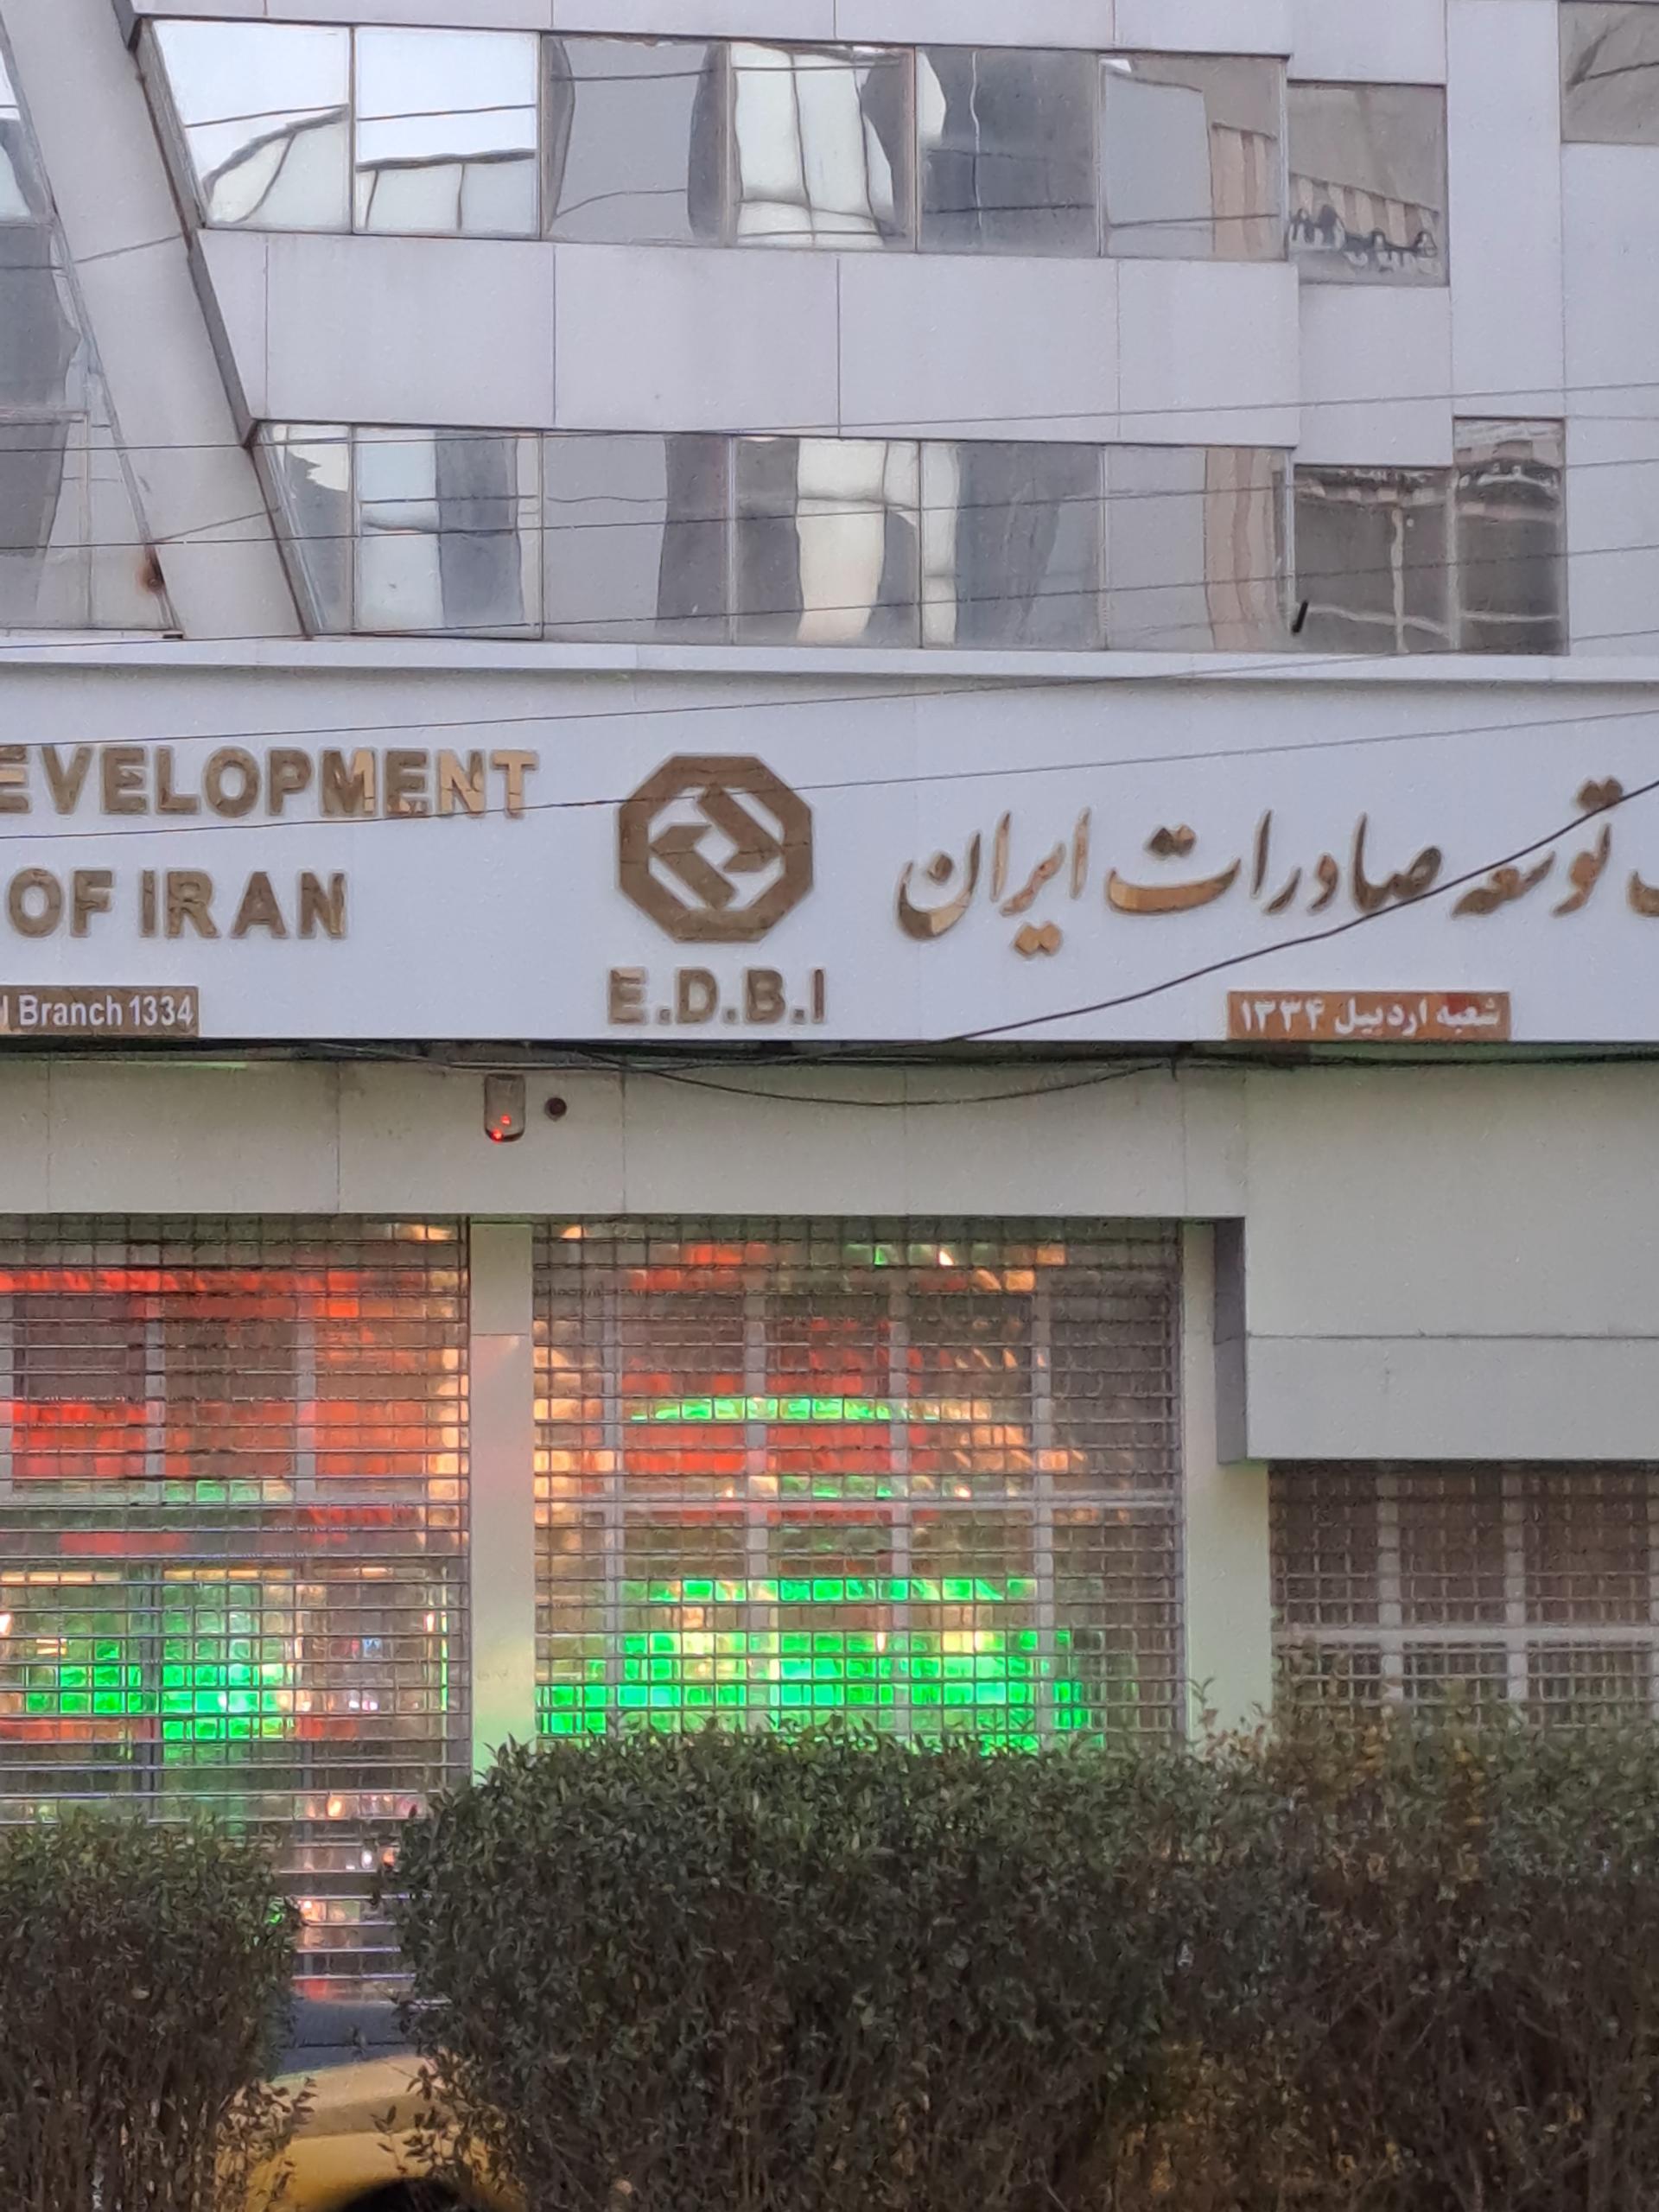 EVELOPMENT
OF IRAN
l Branch 1334
E.D.B.I
توسعه صادرات ایران
شعبه اردبیل ۱۳۳۴